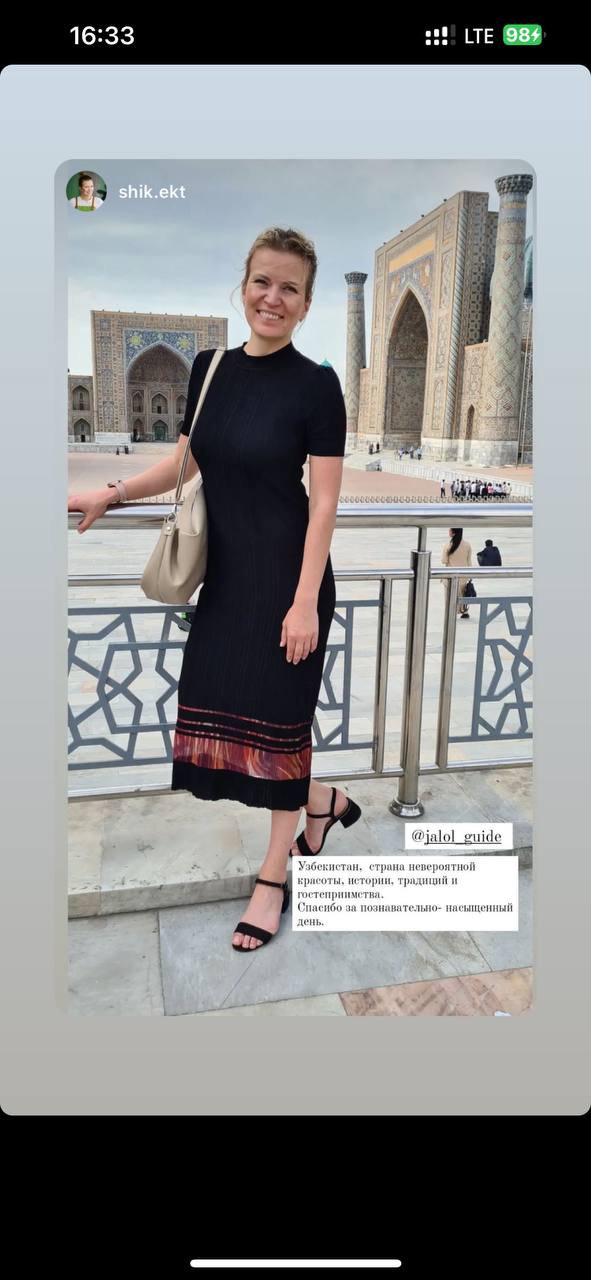 16:33
LTE
98
shik.ekt
@jalol_guide
Узбекистан, страна невероятной
красоты, истории, традиций и
гостеприимства.
Спасибо за познавательно- насыщенный
день.